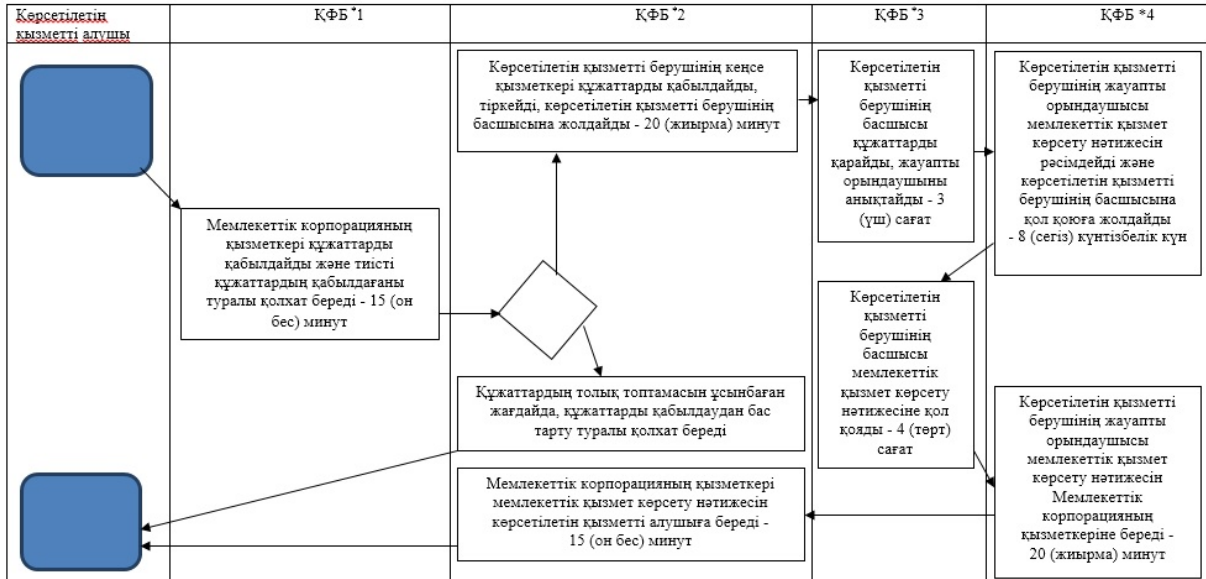 Көрсетілетін
қызметті алушы
ҚФБ *1
ҚФБ *2
ҚФБ *3
ҚФБ *4
Көрсетілетін қызметті берушінің кеңсе
қызметкері құжаттарды қабылдайды,
тіркейді, көрсетілетін қызметті берушінің
басшысына жолдайды - 20 (жиырма) минут
Көрсетілетін
қызметті
берушінің
басшысы
құжаттарды
қарайды, жауапты
орындаушыны
анықтайды - 3
(үш) сағат
Көрсетілетін қызметті
берушінің жауапты
орындаушысы
мемлекеттік қызмет
көрсету нәтижесін
рәсімдейді және
көрсетілетін қызметті
берушінің басшысына
қол қоюға жолдайды
- 8 (сегіз) күнтізбелік күн
Мемлекеттік корпорацияның
қызметкері құжаттарды
қабылдайды және тиісті
құжаттардың қабылдағаны
туралы қолхат береді - 15 (он
бес) минут
Көрсетілетін
қызметті
берушінің
басшысы
мемлекеттік
қызмет көрсету
нәтижесіне қол
қояды - 4 (төрт)
сағат
Құжаттардың толық топтамасын ұсынбаған
жағдайда, құжаттарды қабылдаудан бас
тарту туралы қолхат береді
Көрсетілетін қызметті
берушінің жауапты
орындаушысы
мемлекеттік қызмет
көрсету нәтижесін
Мемлекеттік
корпорацияның
қызметкеріне береді -
20 (жиырма) минут
Мемлекеттік корпорацияның қызметкері
мемлекеттік қызмет көрсету нәтижесін
көрсетілетін қызметті алушыға береді -
15 (он бес) минут